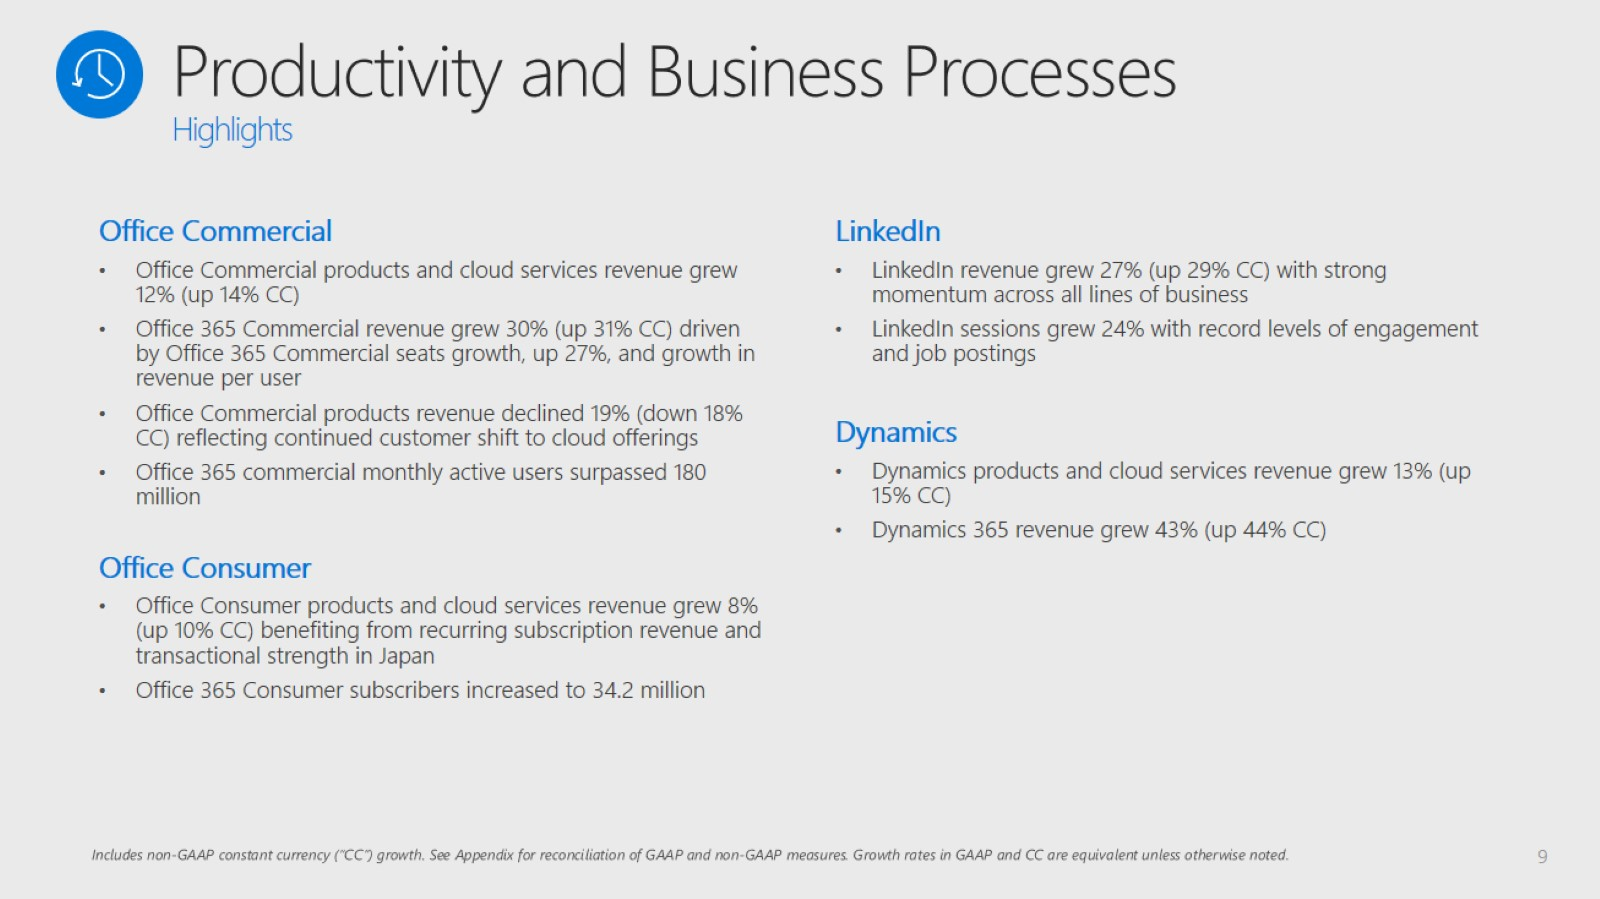 Productivity and Business Processes
Highlights
Office Commercial
• Office Commercial products and cloud services revenue grew
12% (up 14% CC)
• Office 365 Commercial revenue grew 30% (up 31% CC) driven
by Office 365 Commercial seats growth, up 27%, and growth in
revenue per user
• Office Commercial products revenue declined 19% (down 18%
CC) reflecting continued customer shift to cloud offerings
• Office 365 commercial monthly active users surpassed 180
million
Office Consumer
• Office Consumer products and cloud services revenue grew 8%
(up 10% CC) benefiting from recurring subscription revenue and
transactional strength in Japan
• Office 365 Consumer subscribers increased to 34.2 million
LinkedIn
• LinkedIn revenue grew 27% (up 29% CC) with strong
momentum across all lines of business
• LinkedIn sessions grew 24% with record levels of engagement
and job postings
Dynamics
• Dynamics products and cloud services revenue grew 13% (up
15% CC)
• Dynamics 365 revenue grew 43% (up 44% CC)
Includes non-GAAP constant currency ("CC") growth. See Appendix for reconciliation of GAAP and non-GAAP measures. Growth rates in GAAP and CC are equivalent unless otherwise noted.
9